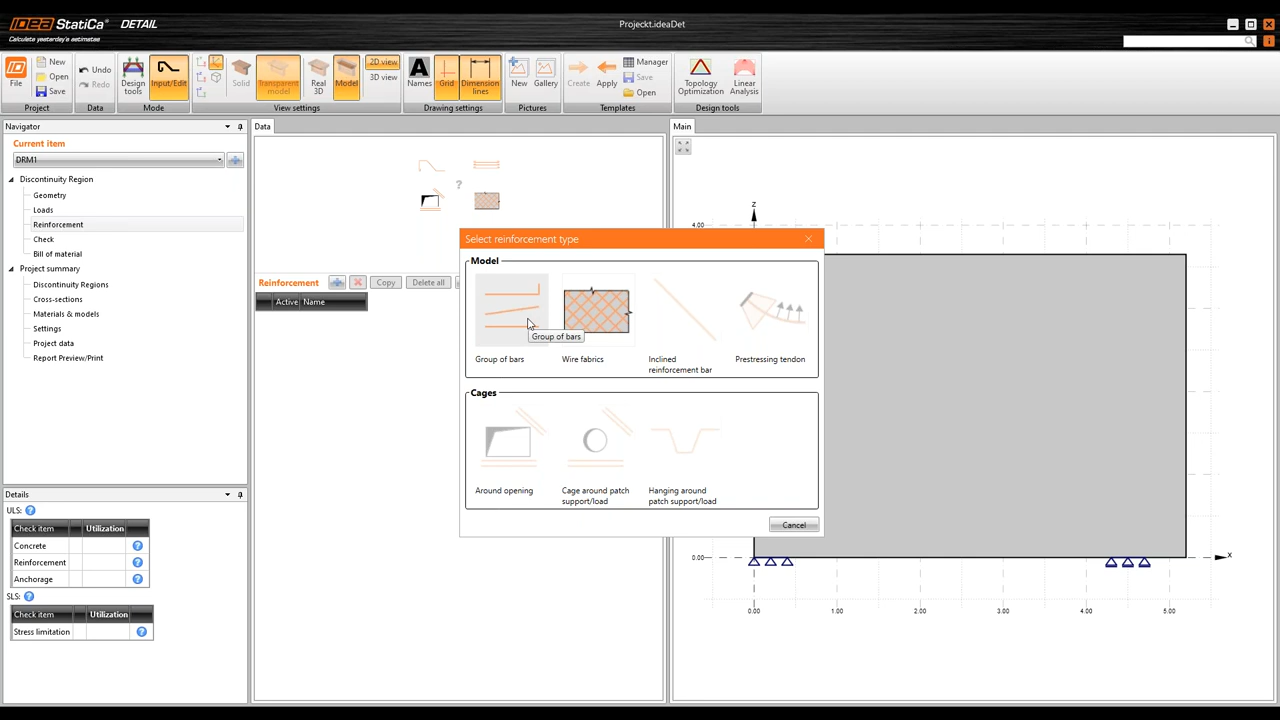 IDEA StatiCa® DETAIL
Calculate yesterday's estimates
Projeckt.ideaDet
File
New
Open
Save
Project
Undo
Redo
Data
Design tools
Input/Edit
Mode
Solid
Transparent model
Real 3D
Model
2D view
3D view
View settings
Names
Grid
Dimension lines
Drawing settings
New
Gallery
Pictures
Create
Apply
Manager
Save
Open
Templates
Topology Optimization
Linear Analysis
Design tools
Navigator
Current item
DRM1
Discontinuity Region
Geometry
Loads
Reinforcement
Check
Bill of material
Project summary
Discontinuity Regions
Cross-sections
Materials & models
Settings
Project data
Report Preview/Print
Details
ULS: ?
Check item Utilization
Concrete ?
Reinforcement ?
Anchorage ?
SLS: ?
Check item Utilization
Stress limitation ?
Data
?
Reinforcement Copy Delete all
Active Name
Select reinforcement type
Model
Group of bars
Group of bars
Wire fabrics
Inclined reinforcement bar
Prestressing tendon
Cages
Around opening
Cage around patch support/load
Hanging around patch support/load
Cancel
Main
z
4.00
0.00
x
0.00 1.00 2.00 3.00 4.00 5.00